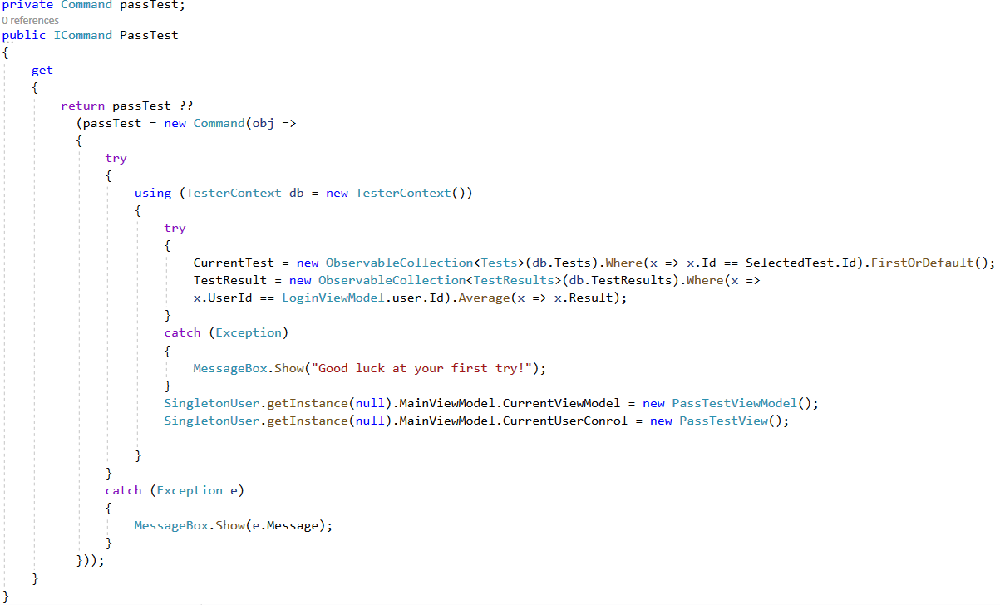 private Command passTest;
0 references
public ICommand PassTest
{
get
{
return passTest ??
(passTest = new Command(obj =>
{
try
{
using (TesterContext db = new TesterContext())
{
try
{
CurrentTest = new ObservableCollection<Tests>(db.Tests).Where(x => x.Id == SelectedTest.Id).FirstOrDefault();
TestResult = new ObservableCollection<TestResults>(db.TestResults).Where(x =>
x.UserId == LoginViewModel.user.Id).Average(x => x.Result);
}
catch (Exception)
{
MessageBox.Show("Good luck at your first try!");
}
SingletonUser.getInstance(null).MainViewModel.CurrentViewModel = new PassTestViewModel();
SingletonUser.getInstance(null).MainViewModel.CurrentUserConrol = new PassTestView();
}
}
catch (Exception e)
{
MessageBox.Show(e.Message);
}
}));
}
}